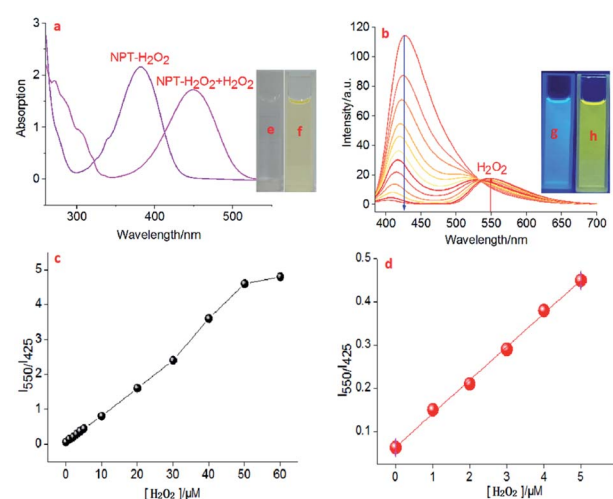 a
NPT-H₂O₂
NPT-H₂O₂+H₂O₂
e
f
Absorption
3
2
1
0
300
400
500
Wavelength/nm
b
g
h
H₂O₂
Intensity/a.u.
120
100
80
60
40
20
0
400
450
500
550
600
700
Wavelength/nm
c
I₅₅₀/I₄₂₅
5
4
3
2
1
0
0
10
20
30
40
50
60
[H₂O₂]/μM
d
I₅₅₀/I₄₂₅
0.5
0.4
0.3
0.2
0.1
0
1
2
3
4
5
[H₂O₂]/μM